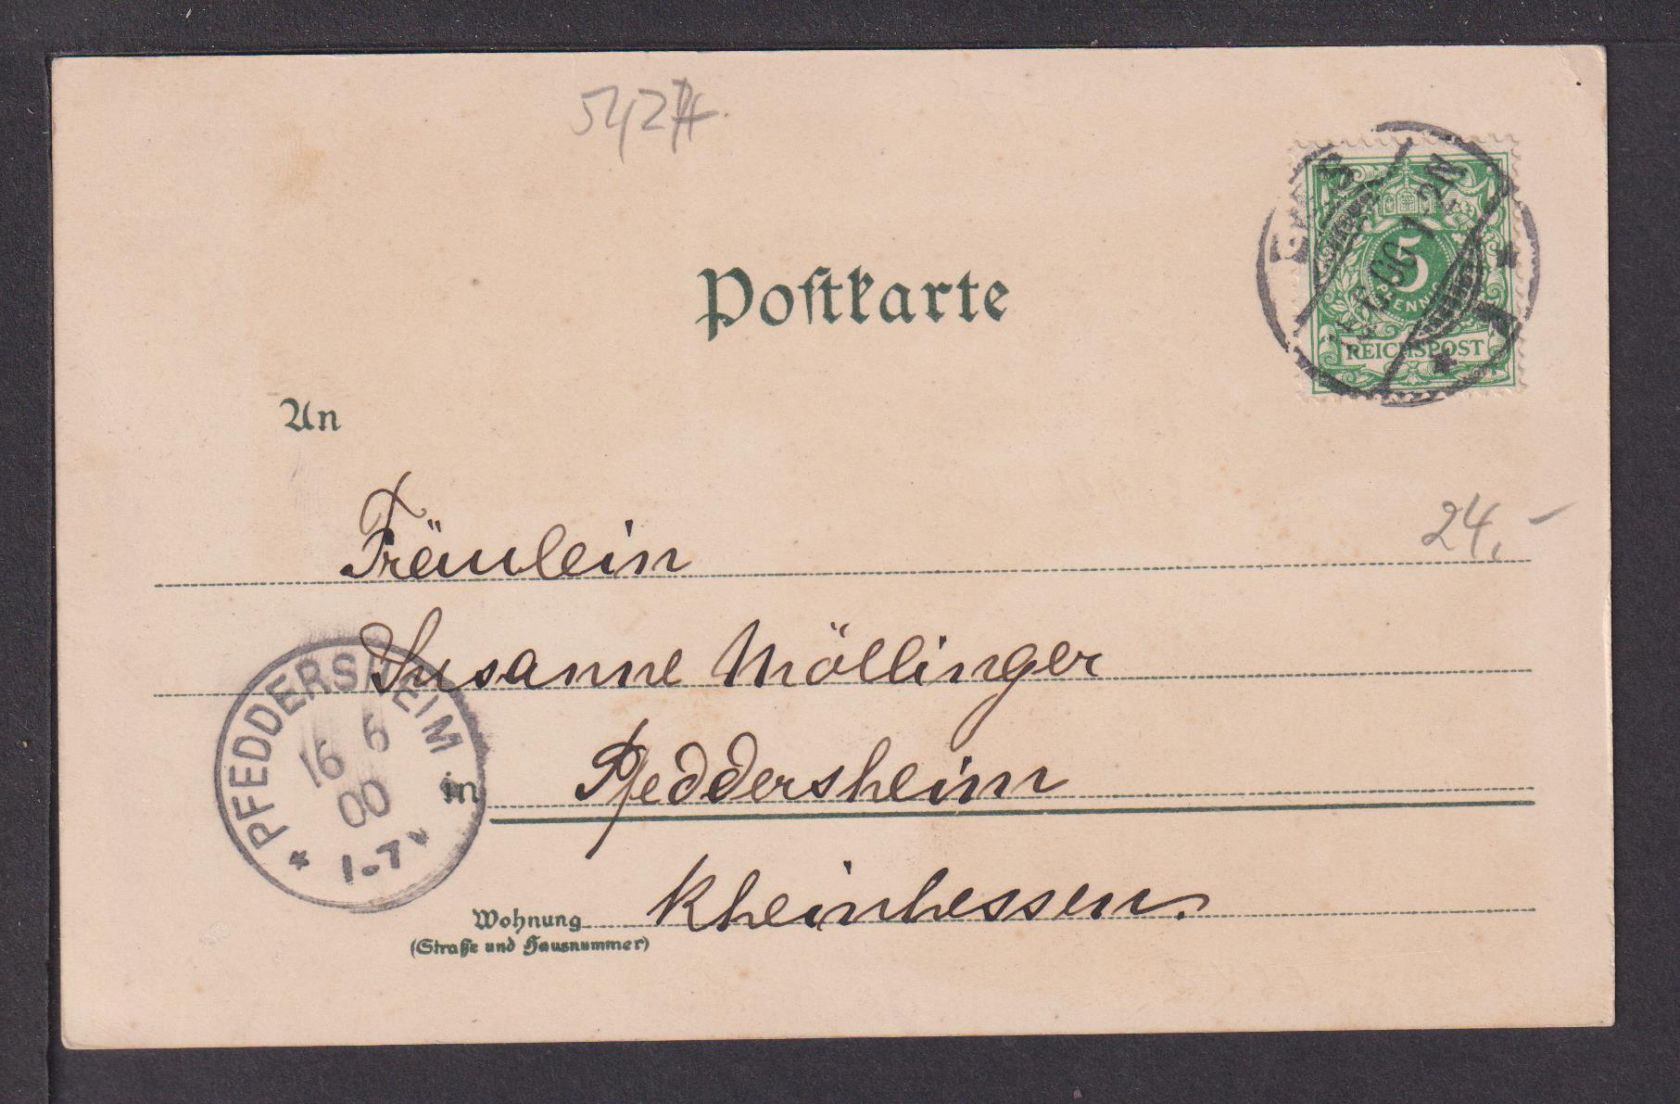 Postkarte
5
PFENNIG
REICHSPOST
An
24,-
Fräulein
Susanne Möllinger
in Pfeddersheim
PFEDDERSHEIM
16 6
00
1-7
Rheinhessen.
Wohnung
(Straße und Hausnummer)